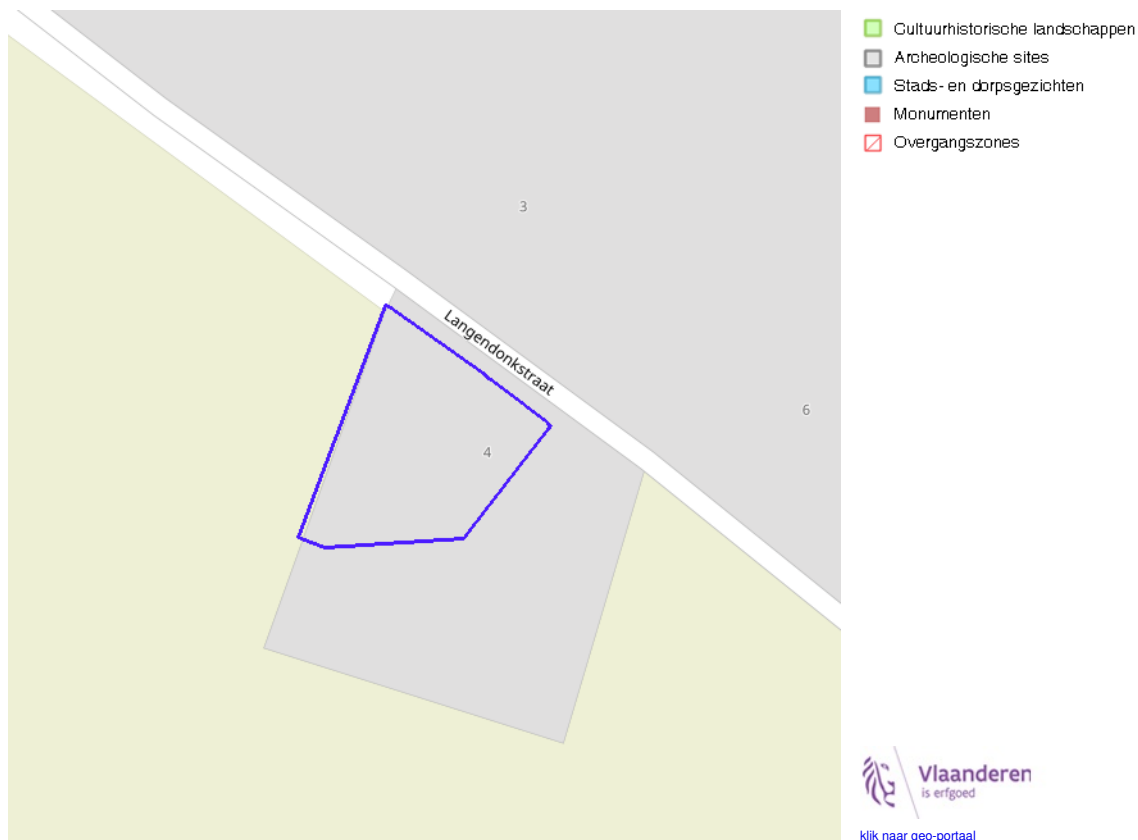 3
Langendonkstraat
6
4
Cultuurhistorische landschappen
Archeologische sites
Stads- en dorpsgezichten
Monumenten
Overgangszones
Vlaanderen
is erfgoed
klik naar geo-portaal